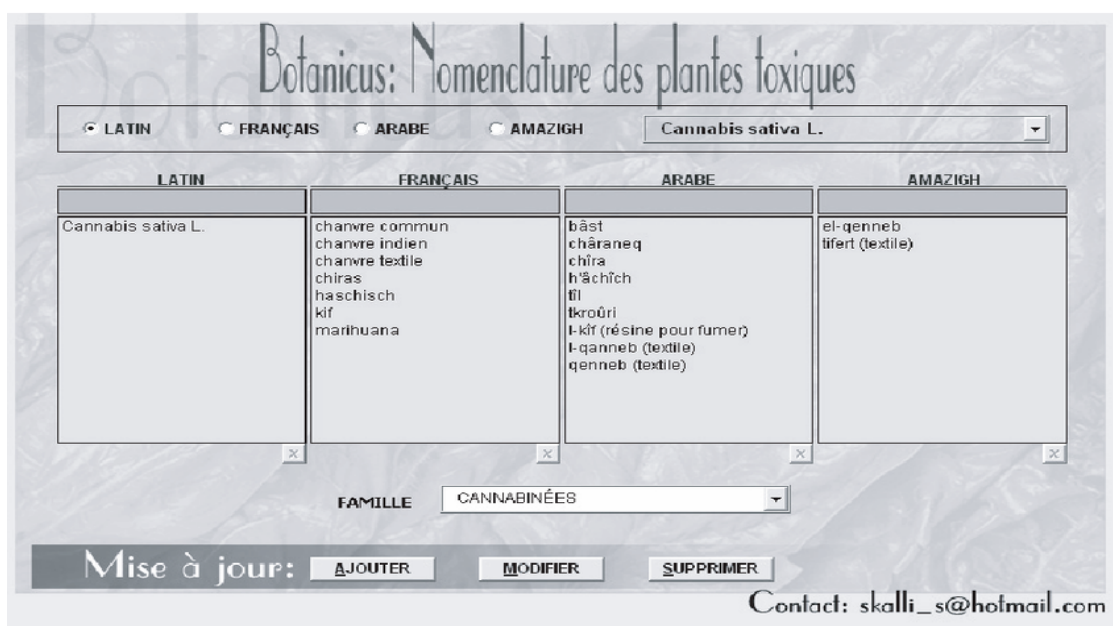 Botanicus: Nomenclature des plantes toxiques
LATIN FRANÇAIS ARABE AMAZIGH Cannabis sativa L.
LATIN FRANÇAIS ARABE AMAZIGH
Cannabis sativa L.
chanvre commun
chanvre indien
chanvre textile
chiras
haschisch
kif
marihuana
bâst
châraneq
chîra
h'âchîch
tîl
tkroûri
l-kîf (résine pour fumer)
l-qanneb (textile)
qenneb (textile)
el-qenneb
tifert (textile)
x x x x
FAMILLE CANNABINÉES
Mise à jour: AJOUTER MODIFIER SUPPRIMER
Contact: skalli_s@hotmail.com